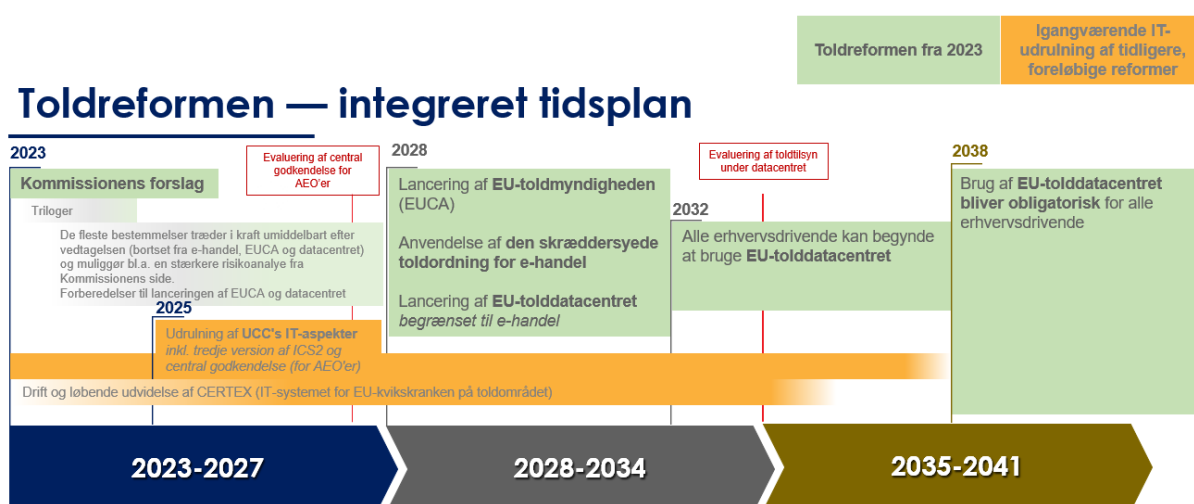 Toldreformen fra 2023
Igangværende IT-
udrulning af tidligere,
foreløbige reformer
Toldreformen — integreret tidsplan
2023
Kommissionens forslag
Triloger
De fleste bestemmelser træder i kraft umiddelbart efter
vedtagelsen (bortset fra e-handel, EUCA og datacentret)
og muliggør bl.a. en stærkere risikoanalye fra
Kommissionens side.
Forberedelser til lanceringen af EUCA og datacentret
2025
Udrulning af UCC's IT-aspekter
inkl. tredje version af ICS2 og
central godkendelse (for AEO'er)
Drift og løbende udvidelse af CERTEX (IT-systemet for EU-kvikskranken på toldområdet)
Evaluering af central
godkendelse for
AEO'er
2028
Lancering af EU-toldmyndigheden
(EUCA)
Anvendelse af den skræddersyede
toldordning for e-handel
Lancering af EU-tolddatacentret
begrænset til e-handel
2032
Alle erhvervsdrivende kan begynde
at bruge EU-tolddatacentret
Evaluering af toldtilsyn
under datacentret
2038
Brug af EU-tolddatacentret
bliver obligatorisk for alle
erhvervsdrivende
2023-2027
2028-2034
2035-2041